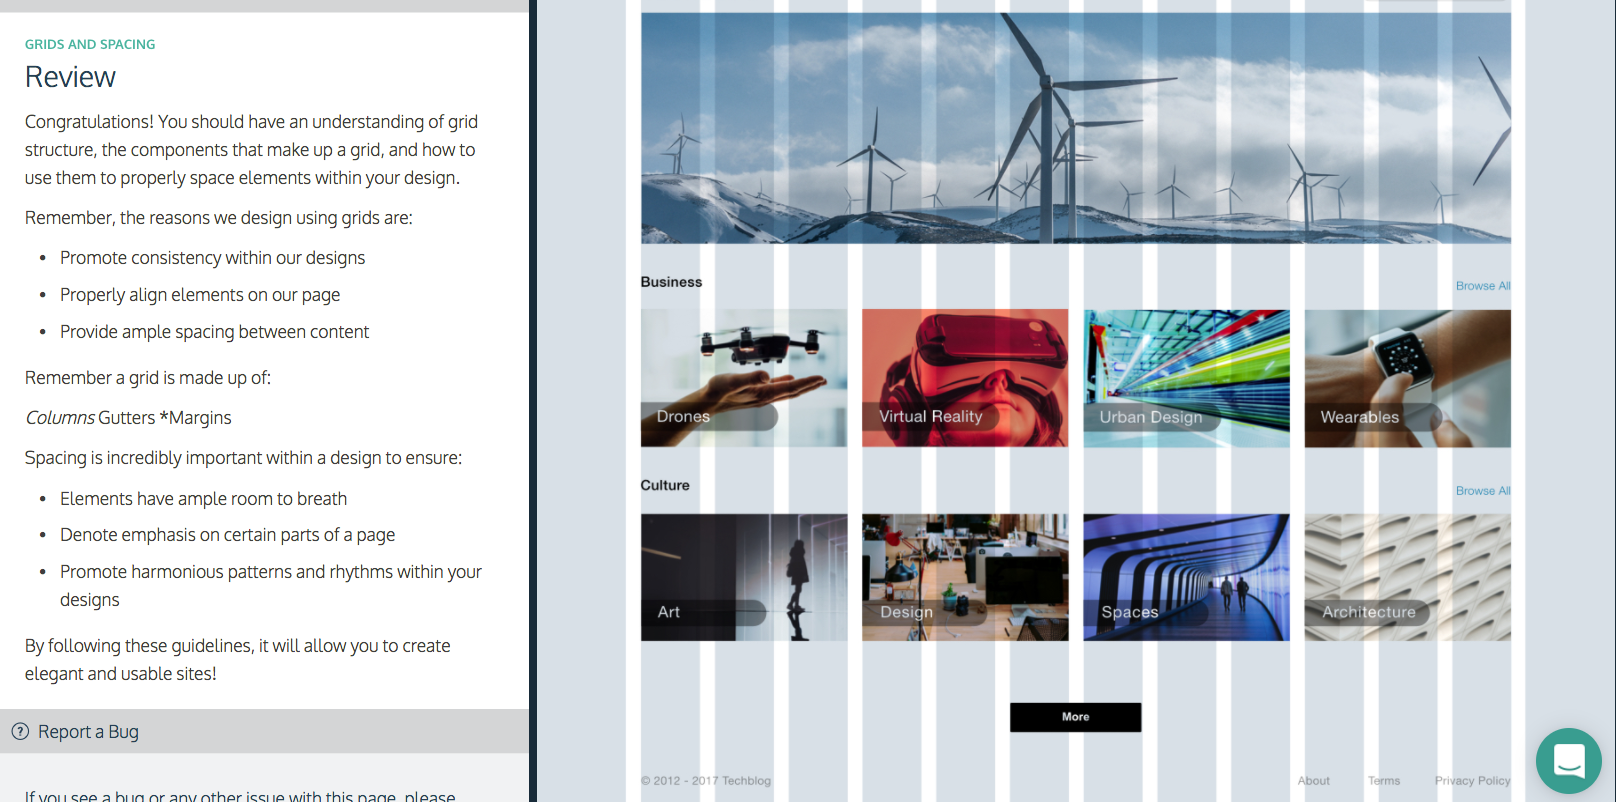 GRIDS AND SPACING
Review
Congratulations! You should have an understanding of grid
structure, the components that make up a grid, and how to
use them to properly space elements within your design.
Remember, the reasons we design using grids are:
• Promote consistency within our designs
• Properly align elements on our page
• Provide ample spacing between content
Remember a grid is made up of:
Columns Gutters *Margins
Spacing is incredibly important within a design to ensure:
• Elements have ample room to breath
• Denote emphasis on certain parts of a page
• Promote harmonious patterns and rhythms within your
designs
By following these guidelines, it will allow you to create
elegant and usable sites!
? Report a Bug
If you see a bug or any other issue with this page, please
Business
Browse All
Drones
Virtual Reality
Urban Design
Wearables
Culture
Browse All
Art
Design
Spaces
Architecture
More
© 2012 - 2017 Techblog
About
Terms
Privacy Policy